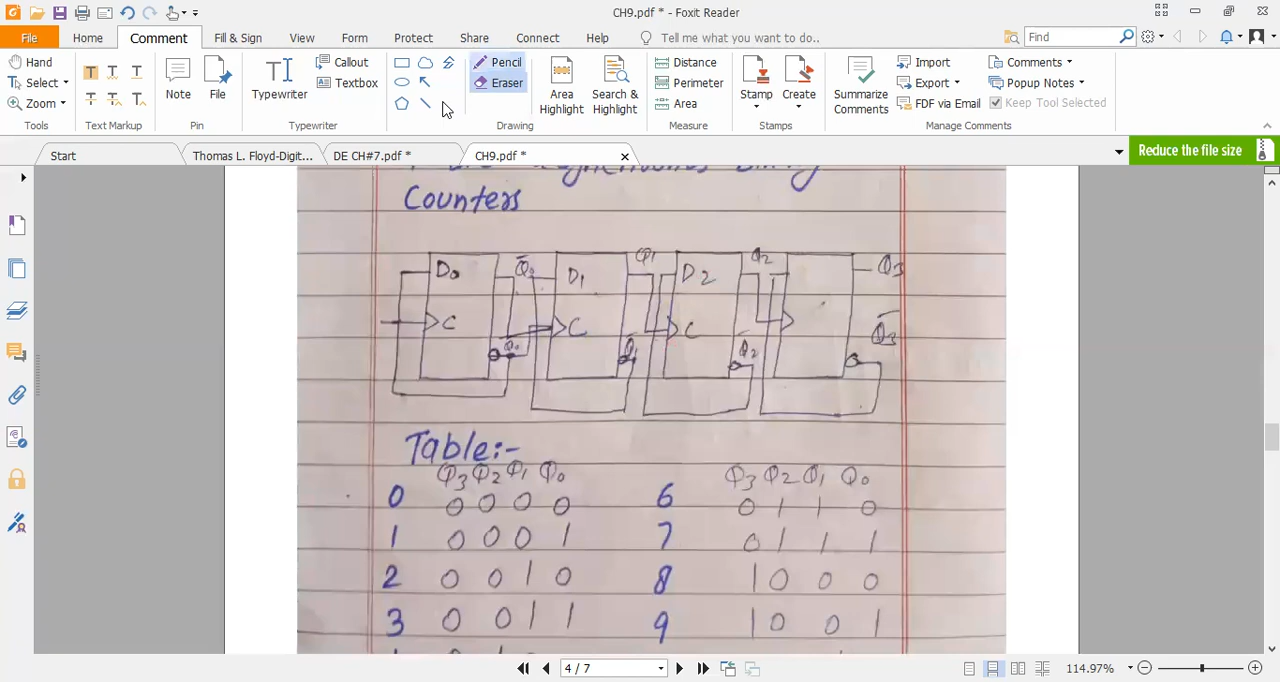 CH9.pdf * - Foxit Reader
File Home Comment Fill & Sign View Form Protect Share Connect Help Tell me what you want to do.. Find
Hand
Select
Zoom
Tools
T T T
T T T
Text Markup
Note File
Pin
Typewriter
Callout
Textbox
Typewriter
Pencil
Eraser
Area Highlight
Search & Highlight
Drawing
Distance
Perimeter
Area
Measure
Stamp Create
Stamps
Summarize Comments
Import
Export
FDF via Email
Comments
Popup Notes
Keep Tool Selected
Manage Comments
Start Thomas L. Floyd-Digit... DE CH#7.pdf * CH9.pdf * Reduce the file size
Counters
D0 Q̅0 D1 Q1 D2 Q2 Q3
C C C Q̅3
Q0 Q̅1 Q̅2
Table:-
Q3 Q2 Q1 Q0 Q3 Q2 Q1 Q0
0 0 0 0 0 6 0 1 1 0
1 0 0 0 1 7 0 1 1 1
2 0 0 1 0 8 1 0 0 0
3 0 0 1 1 9 1 0 0 1
4 / 7 114.97%